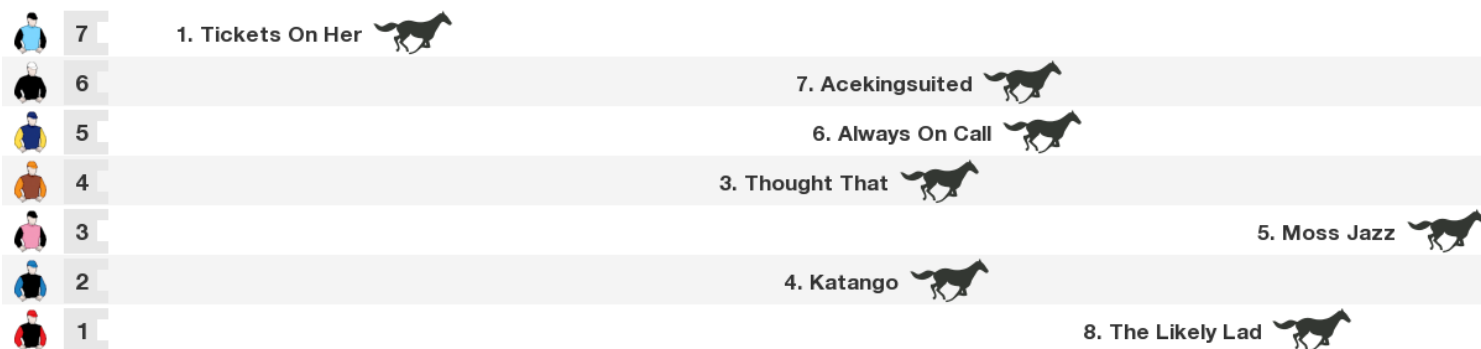 7 1. Tickets On Her
6 7. Acekingsuited
5 6. Always On Call
4 3. Thought That
3 5. Moss Jazz
2 4. Katango
1 8. The Likely Lad